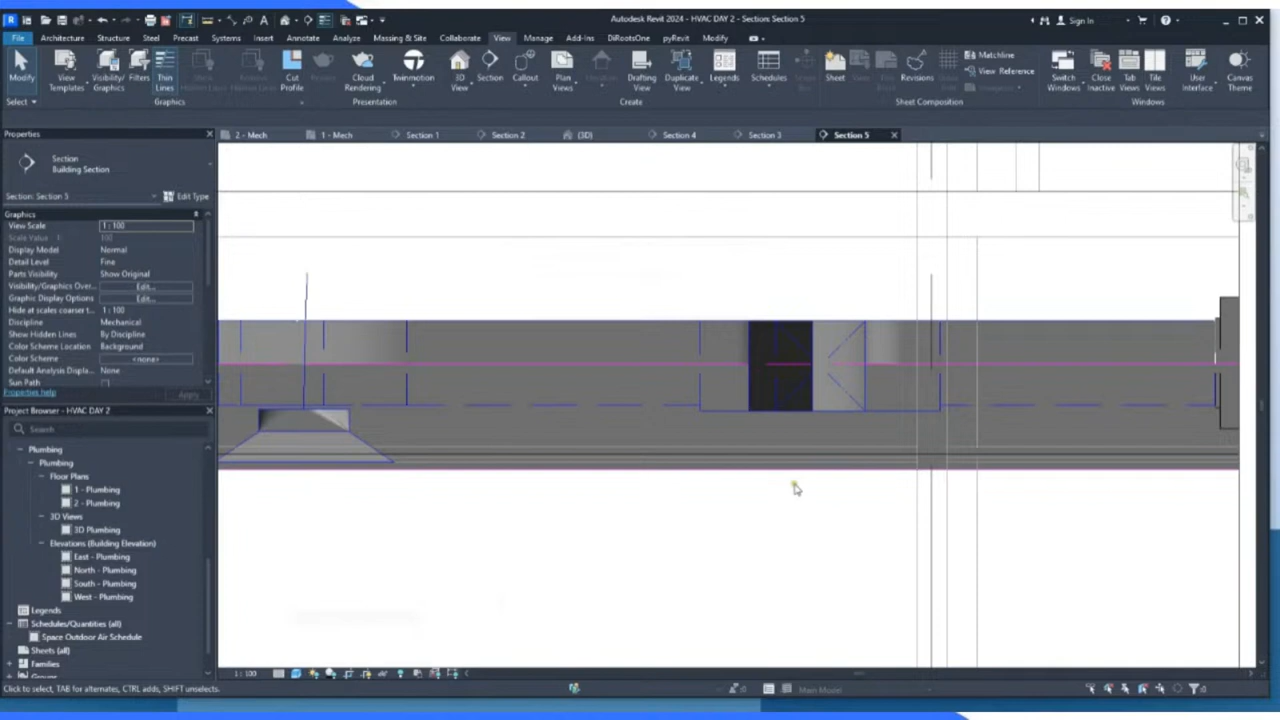 Autodesk Revit 2024 - HVAC DAY 2 - Section: Section 5
Sign In
File Architecture Structure Steel Precast Systems Insert Annotate Analyze Massing & Site Collaborate View Manage Add-Ins DiRootsOne pyRevit Modify
Modify
View Templates
Visibility/ Graphics
Filters
Thin Lines
Cut Profile
Cloud Rendering
Twinmotion
3D View
Section
Callout
Plan Views
Drafting View
Duplicate View
Legends
Schedules
Sheet
Revisions
Matchline
View Reference
Switch Windows
Close Inactive
Tab Views
Tile Views
User Interface
Canvas Theme
Select
Graphics
Presentation
Create
Sheet Composition
Windows
Properties
2 - Mech
1 - Mech
Section 1
Section 2
{3D}
Section 4
Section 3
Section 5
Section
Building Section
Section: Section 5
Edit Type
Graphics
View Scale 1 : 100
Scale Value 1: 100
Display Model Normal
Detail Level Fine
Parts Visibility Show Original
Visibility/Graphics Over... Edit...
Graphic Display Options Edit...
Hide at scales coarser t... 1 : 100
Discipline Mechanical
Show Hidden Lines By Discipline
Color Scheme Location Background
Color Scheme <none>
Default Analysis Displa... None
Sun Path
Properties help
Apply
Project Browser - HVAC DAY 2
Search
Plumbing
Plumbing
Floor Plans
1 - Plumbing
2 - Plumbing
3D Views
3D Plumbing
Elevations (Building Elevation)
East - Plumbing
North - Plumbing
South - Plumbing
West - Plumbing
Legends
Schedules/Quantities (all)
Space Outdoor Air Schedule
Sheets (all)
Families
Groups
1 : 100
Click to select, TAB for alternates, CTRL adds, SHIFT unselects.
Main Model